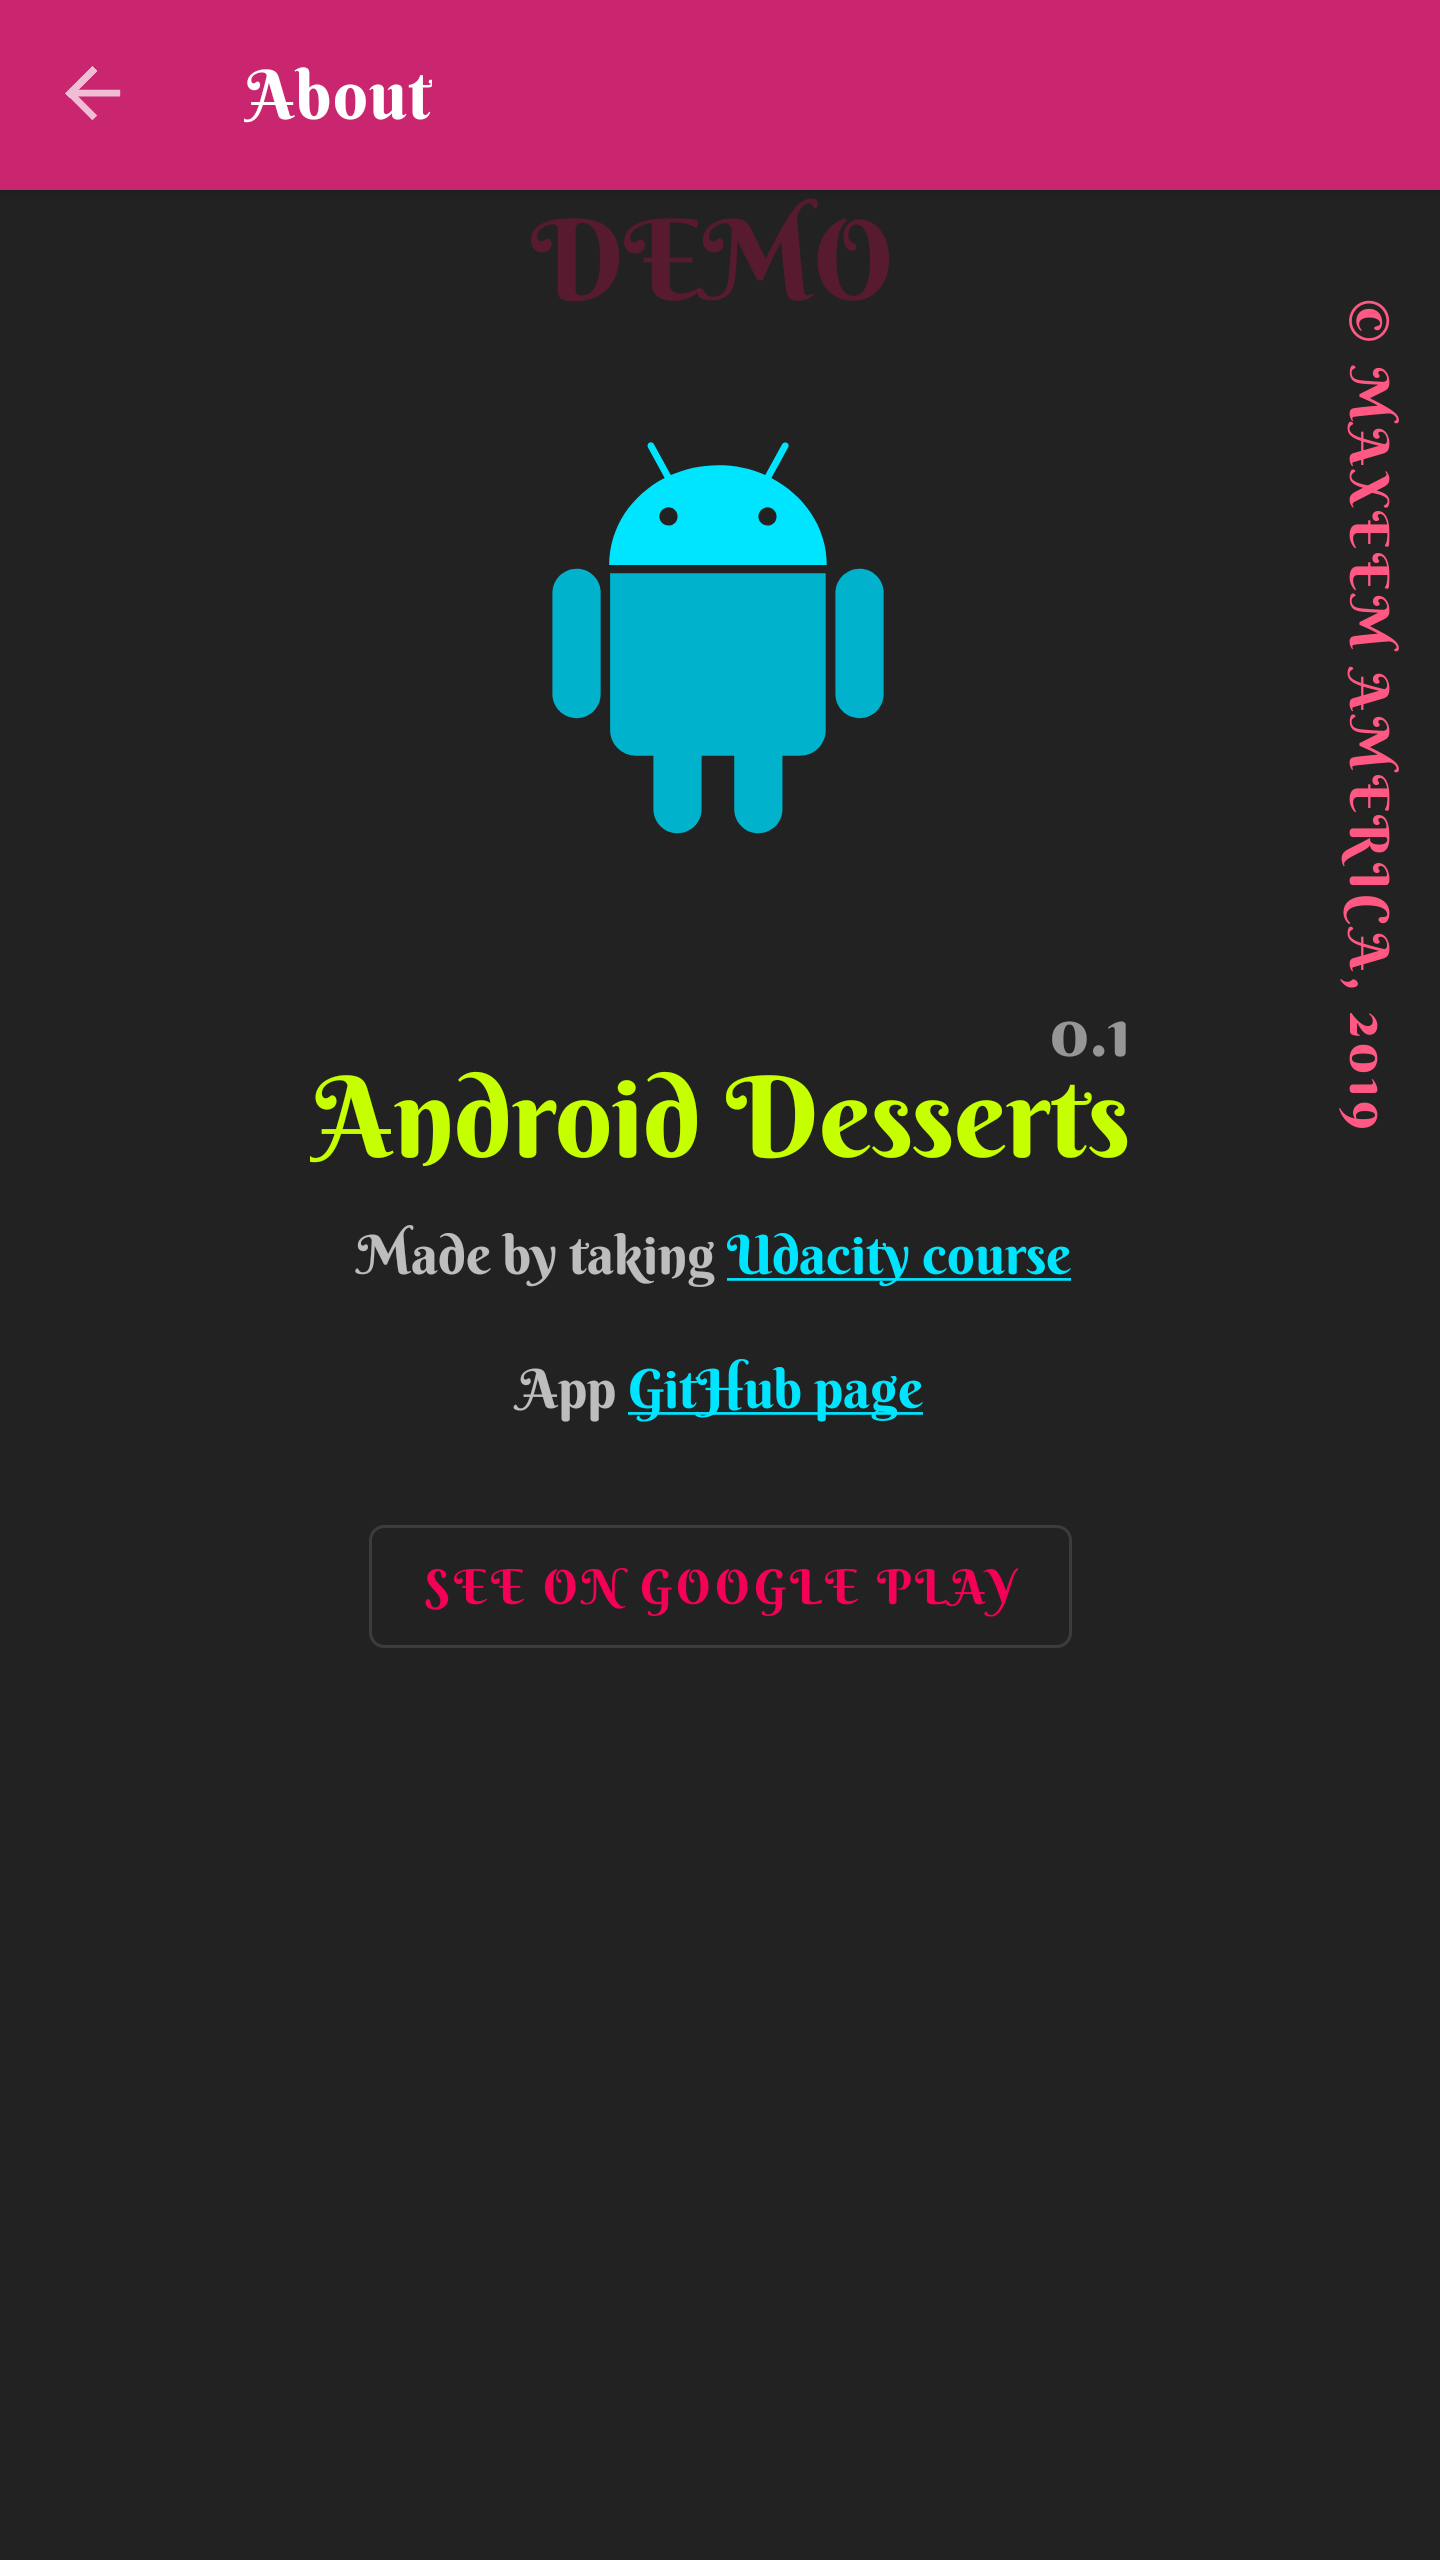 About
DEMO
© MAXEEM AMERICA, 2019
0.1
Android Desserts
Made by taking Udacity course
App GitHub page
SEE ON GOOGLE PLAY